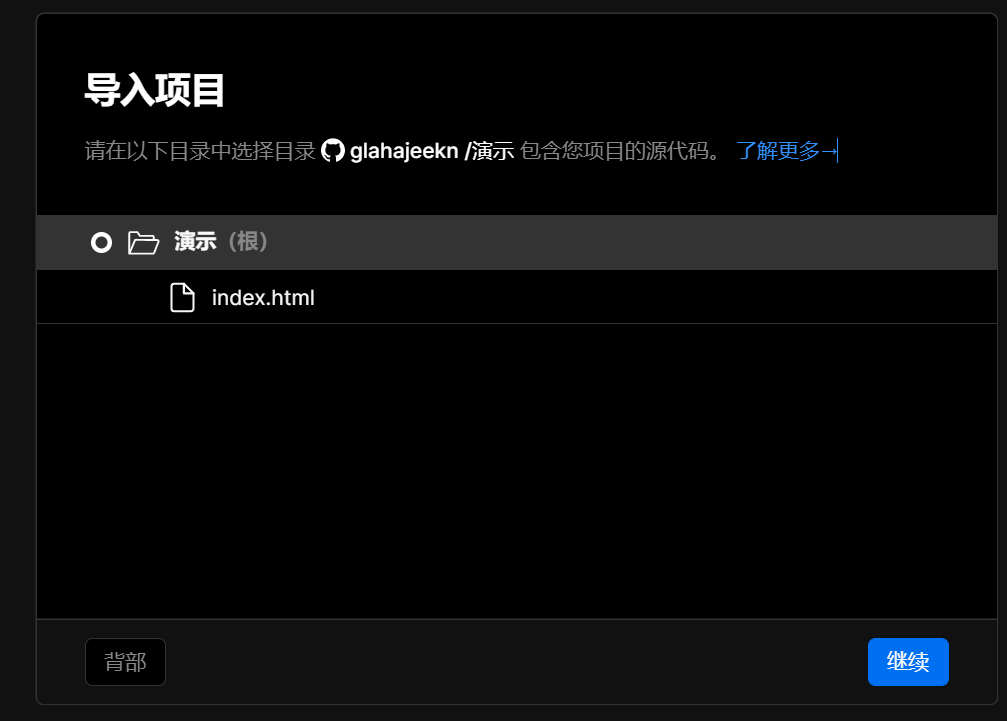 导入项目
请在以下目录中选择目录 glahajeekn /演示 包含您项目的源代码。 了解更多→
演示（根）
index.html
背部
继续